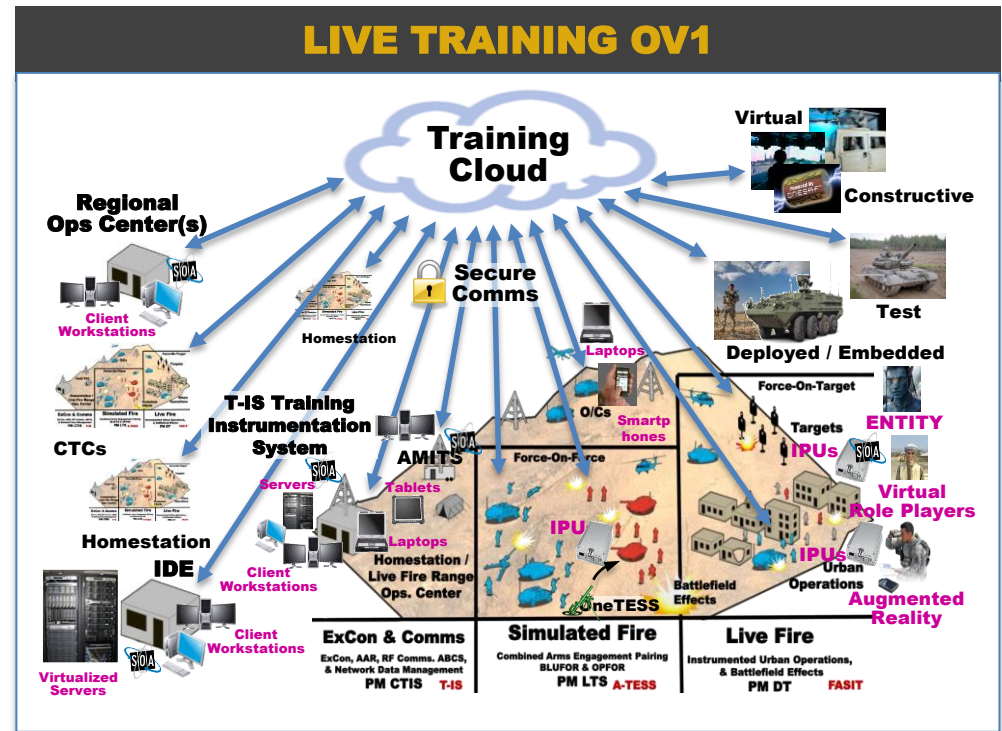 LIVE TRAINING OV1
Training
Cloud
Virtual
Powered by
ONESAF
Constructive
Regional
Ops Center(s)
SOA
Client
Workstations
Secure
Comms
Test
Homestation
Deployed / Embedded
Laptops
Force-On-Target
O/Cs
Smartp
hones
ENTITY
Targets
IPUs
SOA
CTCs
T-IS Training
Instrumentation
System
SOA
AMITS
Force-On-Force
Virtual
Role Players
Servers
SOA
Tablets
Laptops
IPU
IPUs
Urban
Operations
Homestation
IDE
Client
Workstations
Homestation /
Live Fire Range
Ops. Center
Battlefield
Effects
OneTESS
Augmented
Reality
Client
Workstations
SOA
Virtualized
Servers
ExCon & Comms
ExCon, AAR, RF Comms. ABCS,
& Network Data Management
PM CTIS T-IS
Simulated Fire
Combined Arms Engagement Pairing
BLUFOR & OPFOR
PM LTS A-TESS
Live Fire
Instrumented Urban Operations,
& Battlefield Effects
PM DT FASIT